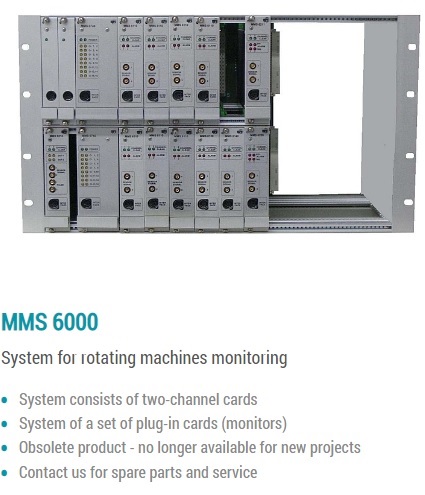 MMS 6000
System for rotating machines monitoring
System consists of two-channel cards
System of a set of plug-in cards (monitors)
Obsolete product - no longer available for new projects
Contact us for spare parts and service